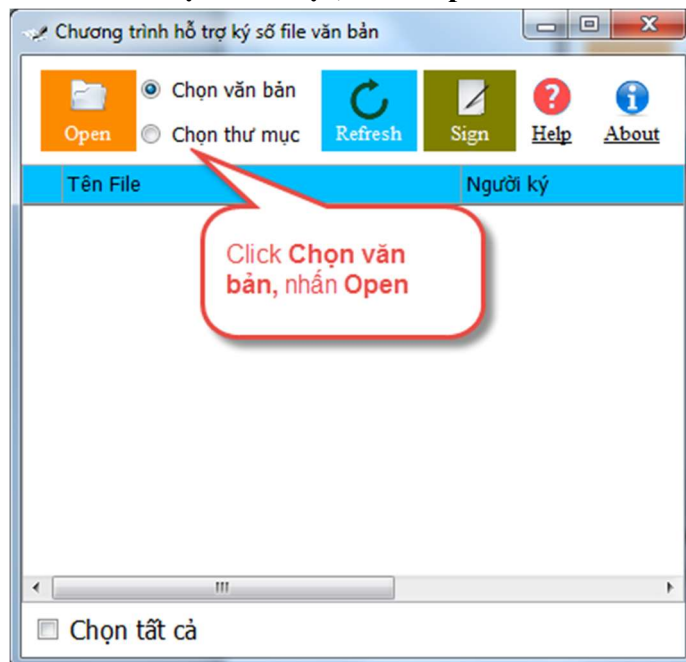 Chương trình hỗ trợ ký số file văn bản
Chọn văn bản
Chọn thư mục
Open
Refresh
Sign
Help
About
Tên File
Người ký
Click Chọn văn
bản, nhấn Open
Chọn tất cả